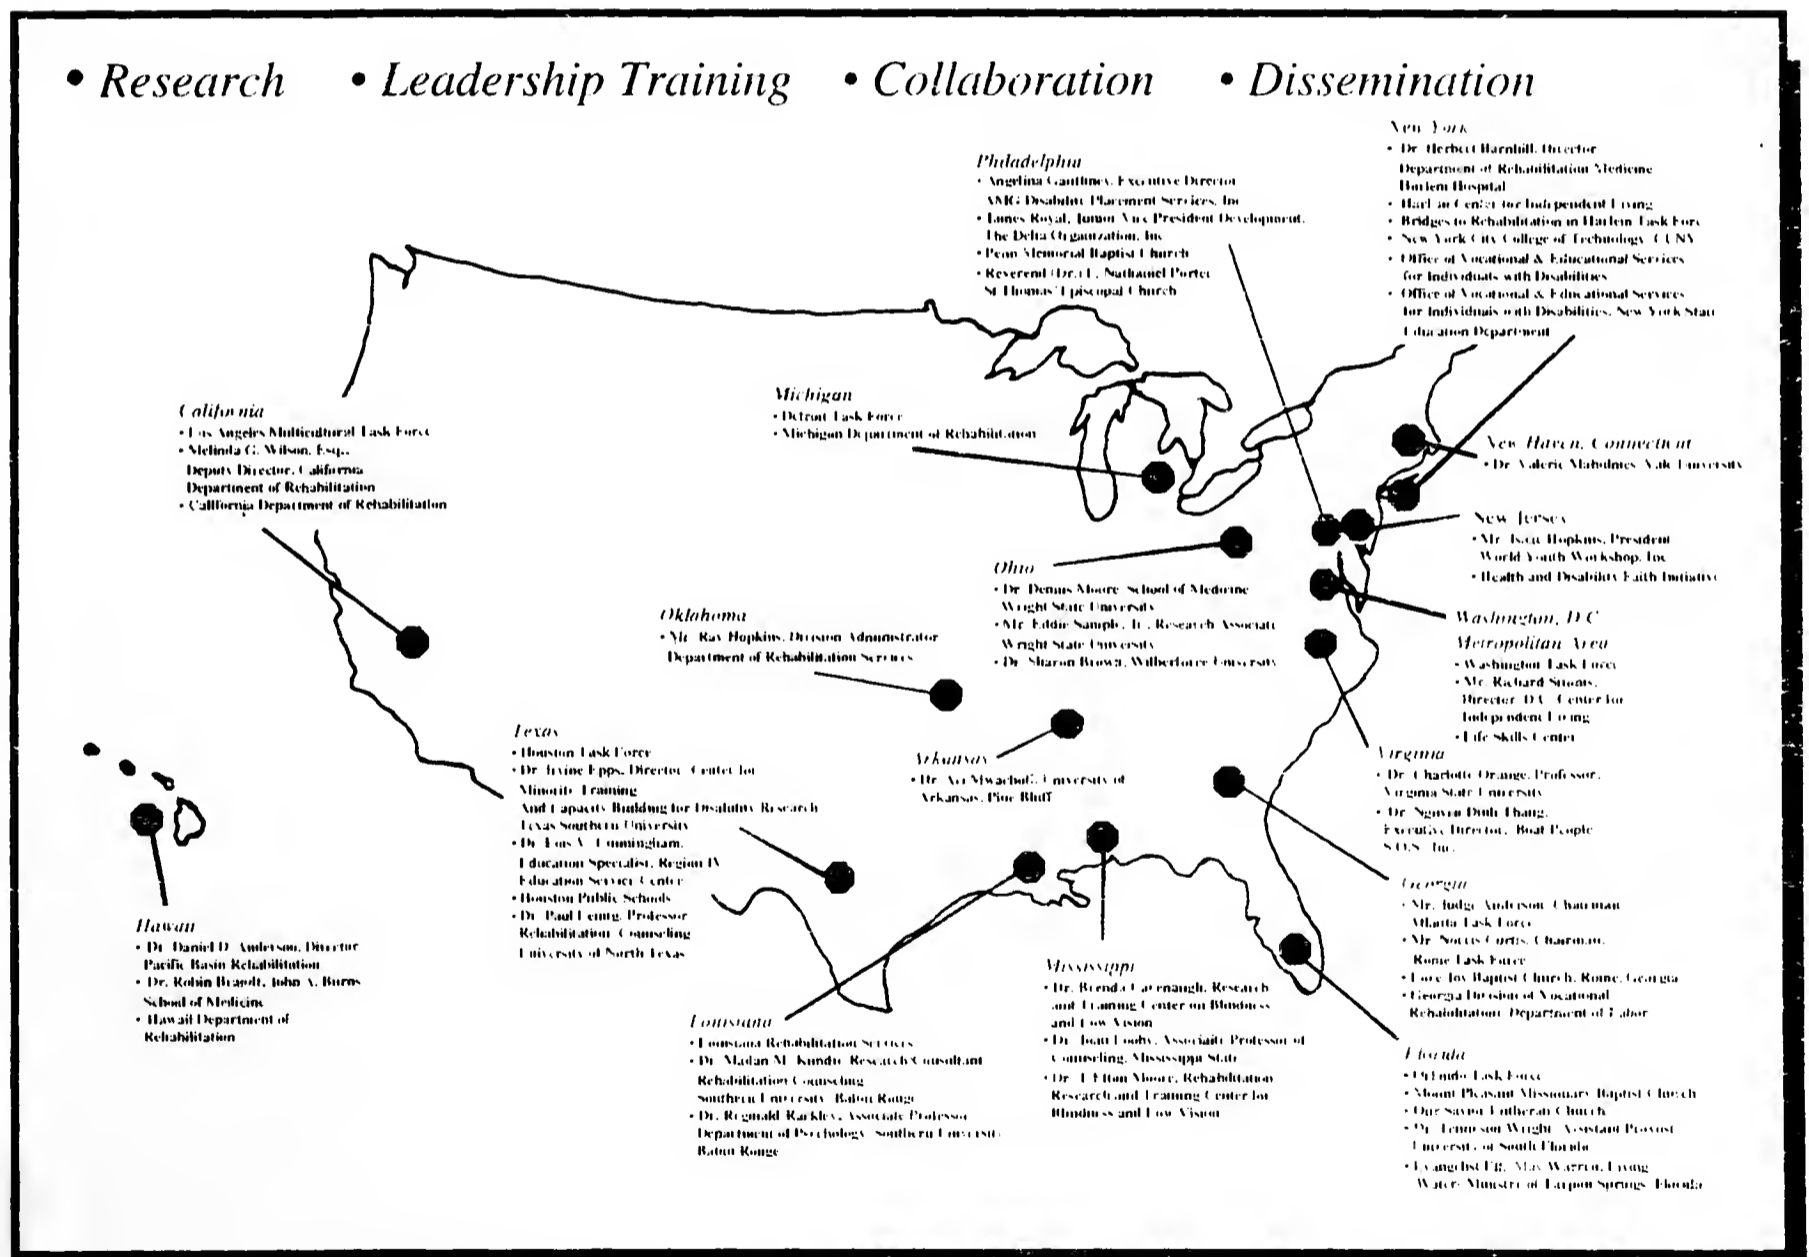 • Research • Leadership Training • Collaboration • Dissemination
New York
• Dr. Herbert Barnhill, Director
Department of Rehabilitation Medicine
Harlem Hospital
• Center for Independent Living
• Bridges to Rehabilitation in Harlem Task
• New York City College of Technology, CUNY
• Office of Vocational & Educational Services
for Individuals with Disabilities
• Office of Vocational & Educational Services
for Individuals with Disabilities, New York State
Education Department
Philadelphia
• Angelina Executive Director
AMG Disability Placement Services, Inc
• Royal, Junior Vice President Development,
The Delta Organization, Inc
• Penn Memorial Baptist Church
• Reverend (Dr.) Nathaniel Porter
St Thomas' Episcopal Church
Michigan
• Detroit Task Force
• Michigan Department of Rehabilitation
California
• Los Angeles Multicultural Task Force
• Melinda G. Wilson, Esq.,
Deputy Director, California
Department of Rehabilitation
• California Department of Rehabilitation
New Haven, Connecticut
• Dr Valerie Maholmes Yale University
New Jersey
• Mr. Hopkins, President
World Youth Workshop, Inc
• Health and Disability Faith Initiative
Ohio
• Dr Dennis Moore School of Medicine
Wright State University
• Mr. Eddie Sample, Jr., Research Associate
Wright State University
• Dr. Sharon Brown, Wilberforce University
Washington, D.C
Metropolitan Area
• Washington Task Force
• Mr. Richard
Director D.C. Center for
Independent Living
• Life Skills Center
Oklahoma
• Mr. Ray Hopkins, Division Administrator
Department of Rehabilitation Services
Texas
• Houston Task Force
• Dr. Irvine Epps, Director Center for
Minority Training
And Capacity Building for Disability Research
Texas Southern University
• Dr. Cunningham,
Education Specialist, Region IV
Education Service Center
• Houston Public Schools
• Dr. Paul Professor
Rehabilitation Counseling
University of North Texas
Arkansas
• Dr. University of
Arkansas, Pine Bluff
Virginia
• Dr. Charlotte Orange, Professor,
Virginia State University
• Dr. Nguyen Dinh Thang,
Executive Director, Boat People
S.O.S., Inc.
Georgia
• Mr. Judge Anderson, Chairman
Atlanta Task Force
• Mr. Norris Curtis, Chairman,
Rome Task Force
• Love Joy Baptist Church, Rome, Georgia
• Georgia Division of Vocational
Rehabilitation Department of Labor
Hawaii
• Dr. Daniel D. Anderson, Director
Pacific Basin Rehabilitation
• Dr. Robin Brandt, John A. Burns
School of Medicine
• Hawaii Department of
Rehabilitation
Mississippi
• Dr. Brenda Cavenaugh, Research
and Training Center on Blindness
and Low Vision
• Dr. Joan Looby, Associate Professor of
Counseling, Mississippi State
• Dr. J Elton Moore, Rehabilitation
Research and Training Center for
Blindness and Low Vision
Louisiana
• Louisiana Rehabilitation Services
• Dr. Madan M. Kundu Research Consultant
Rehabilitation Counseling
Southern University Baton Rouge
• Dr. Reginald Rackley, Associate Professor
Department of Psychology Southern University
Baton Rouge
Florida
• Orlando Task Force
• Mount Pleasant Missionary Baptist Church
• Our Savior Lutheran Church
• Dr. Tennyson Wright Assistant Provost
University of South Florida
• Evangelist May Warren, Living
Water Ministry of Tarpon Springs Florida